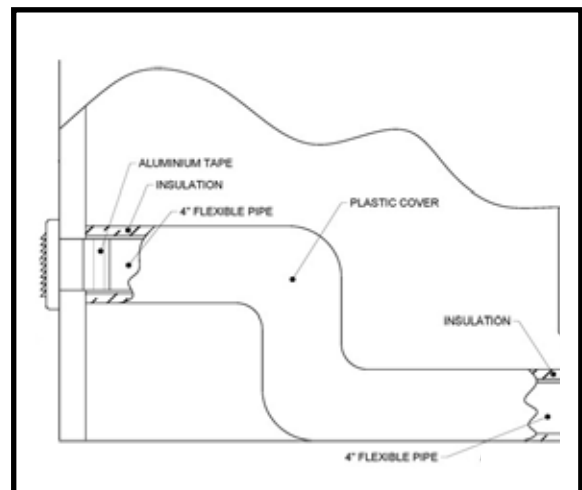 ALUMINIUM TAPE
INSULATION
4" FLEXIBLE PIPE
PLASTIC COVER
INSULATION
4" FLEXIBLE PIPE